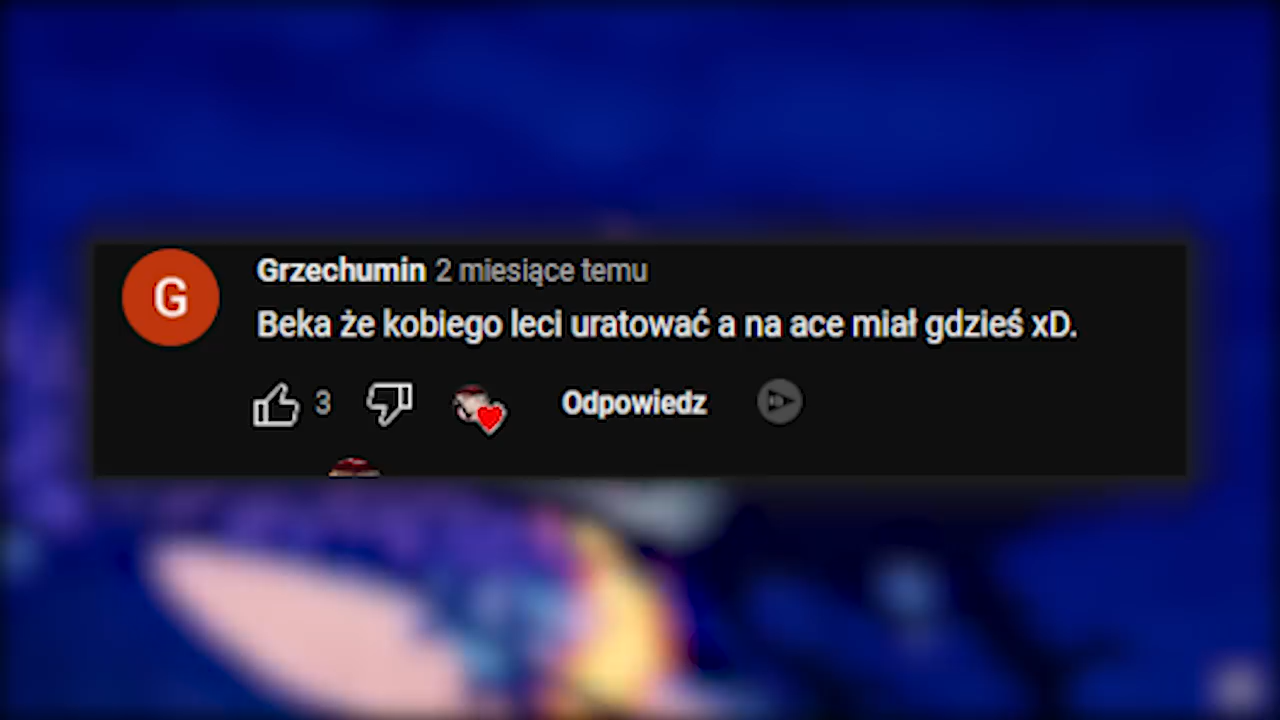 G
Grzechumin 2 miesiące temu
Beka że kobiego leci uratować a na ace miał gdzieś xD.
3 Odpowiedz